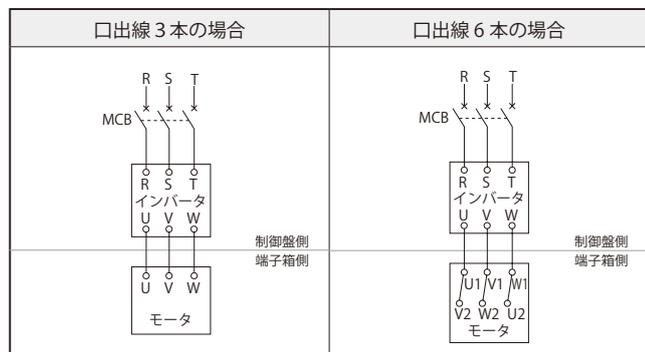 口出線3本の場合
R S T
MCB
R S T
インバータ
U V W
制御盤側
端子箱側
U V W
モータ
口出線6本の場合
R S T
MCB
R S T
インバータ
U V W
制御盤側
端子箱側
U1 V1 W1
V2 W2 U2
モータ